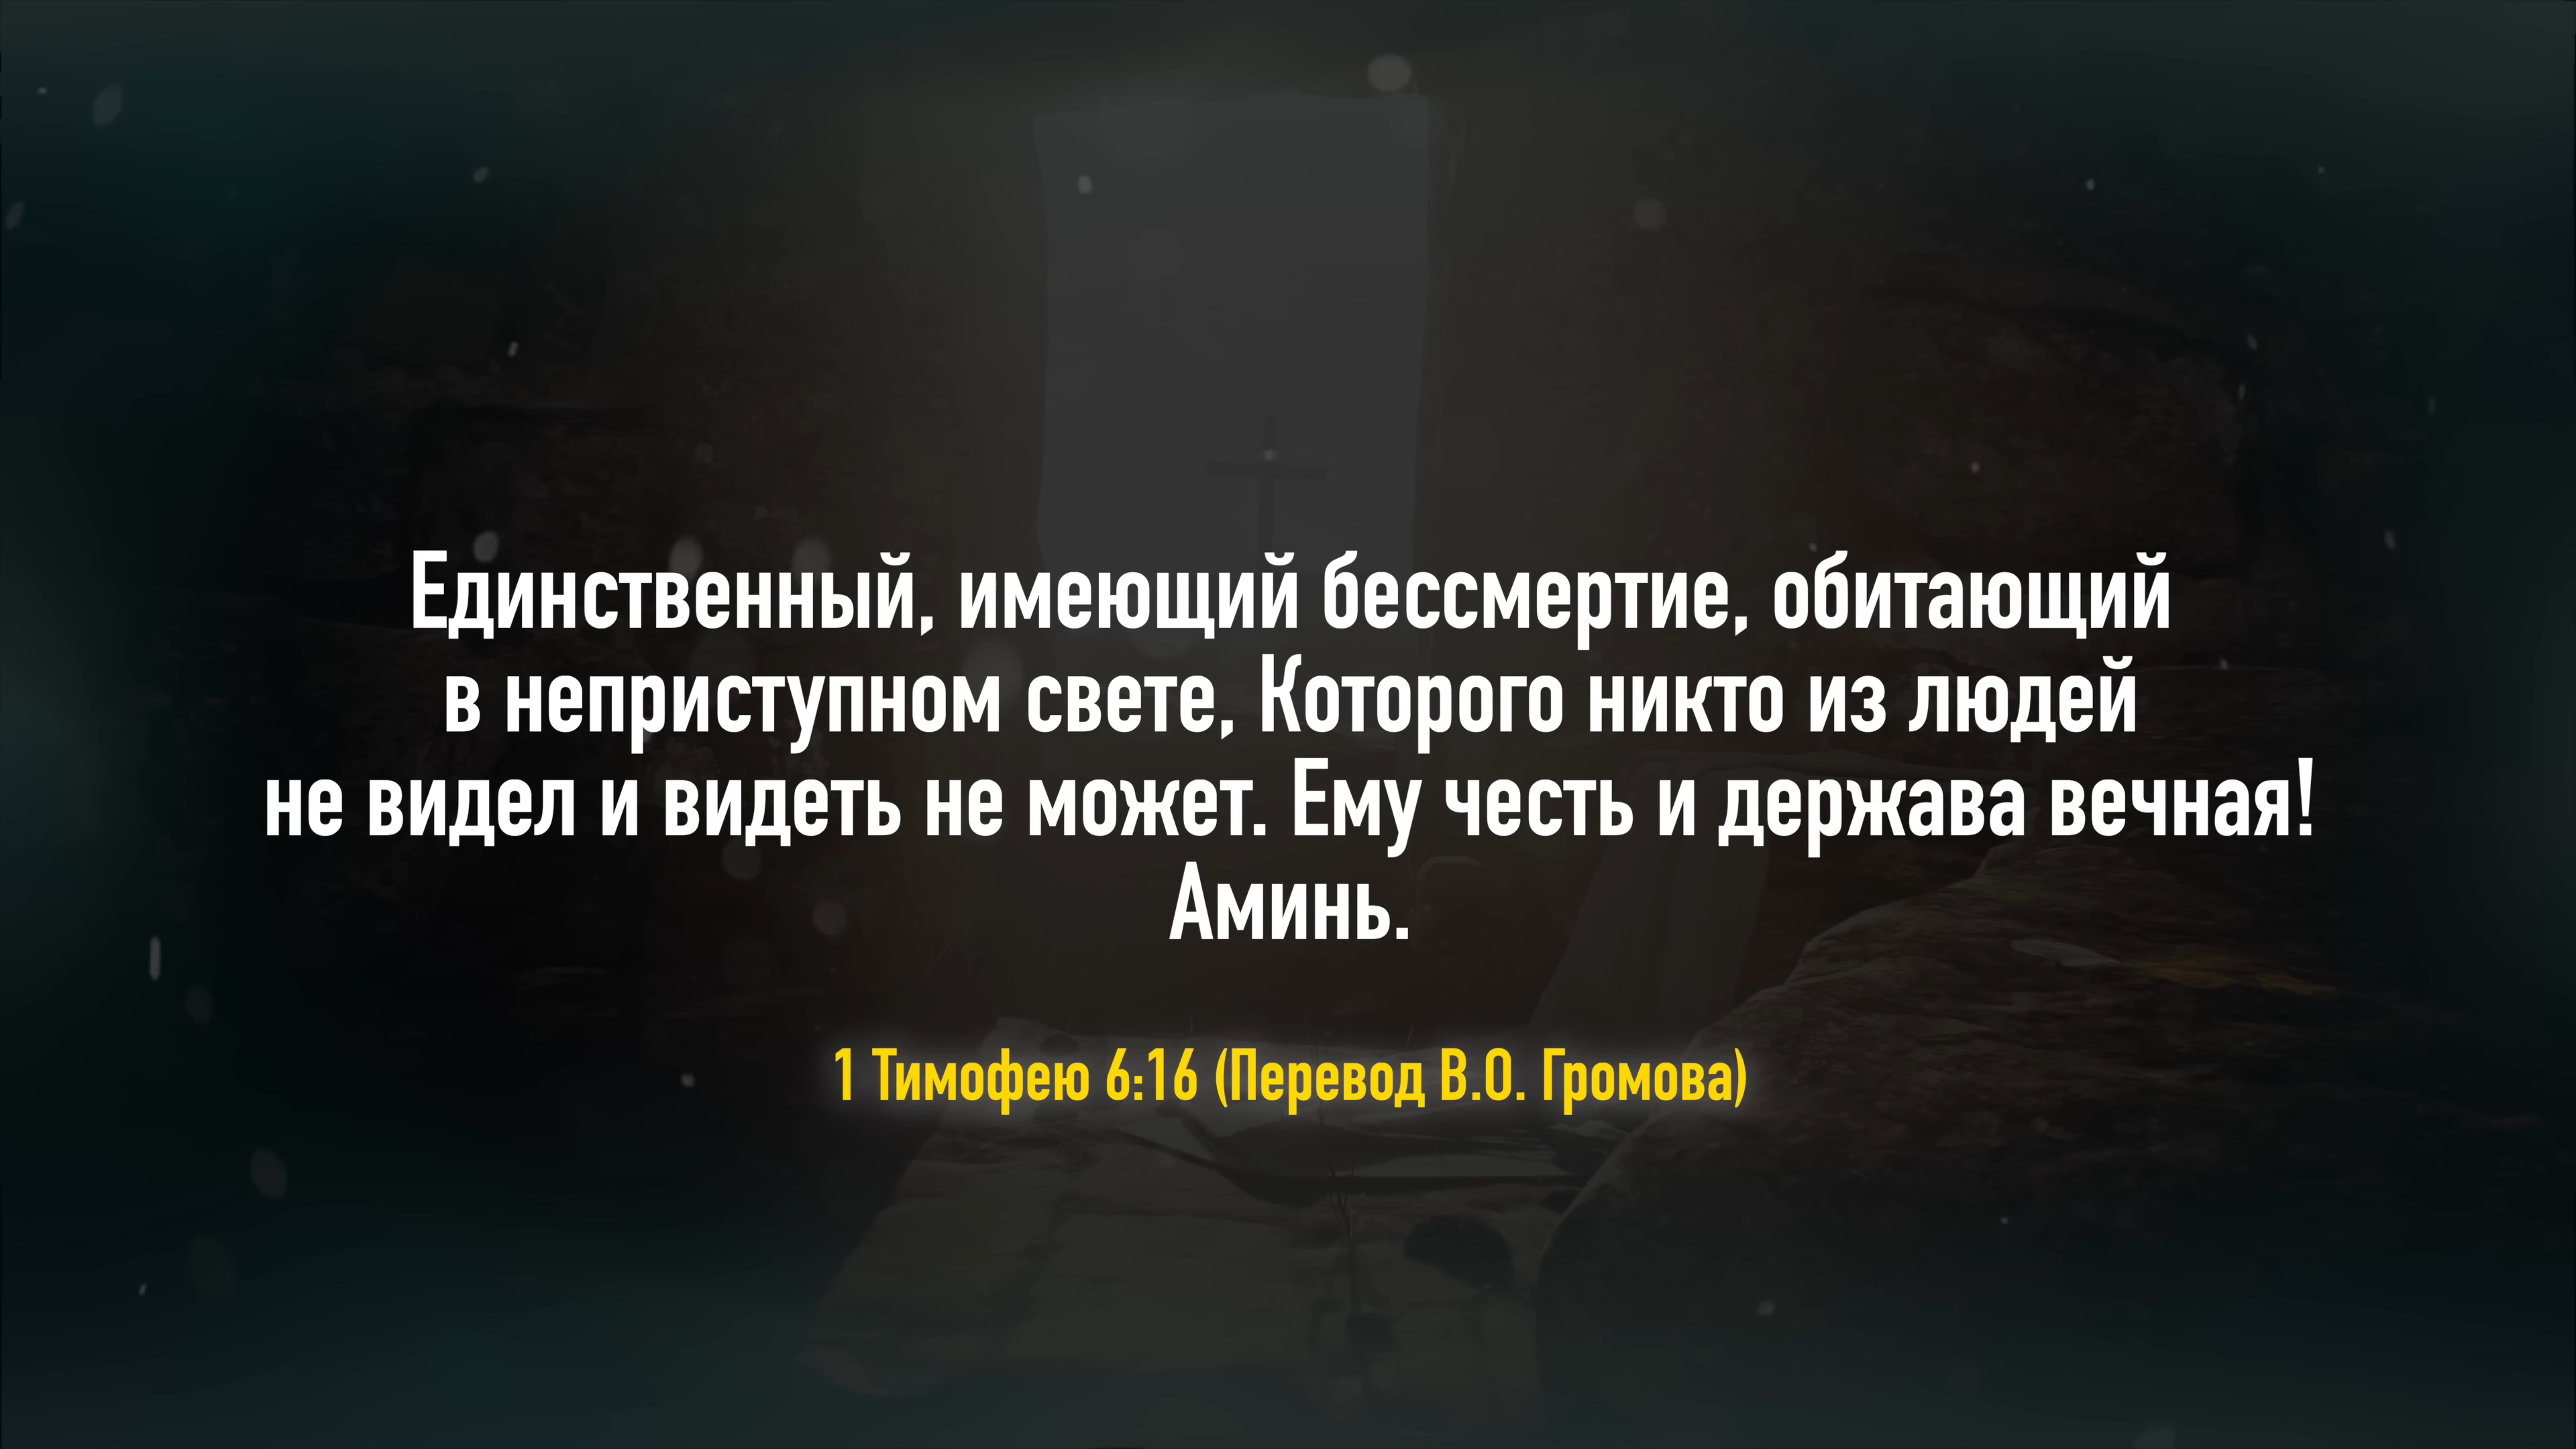 Единственный, имеющий бессмертие, обитающий
в неприступном свете, Которого никто из людей
не видел и видеть не может. Ему честь и держава вечная!
Аминь.
1 Тимофею 6:16 (Перевод В.О. Громова)